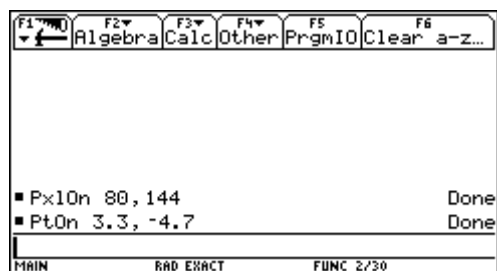 F1 F2 F3 F4 F5 F6
Algebra Calc Other PrgmIO Clear a-z…
▪ PxlOn 80,144 Done
▪ PtOn 3.3,-4.7 Done
MAIN RAD EXACT FUNC 2/30